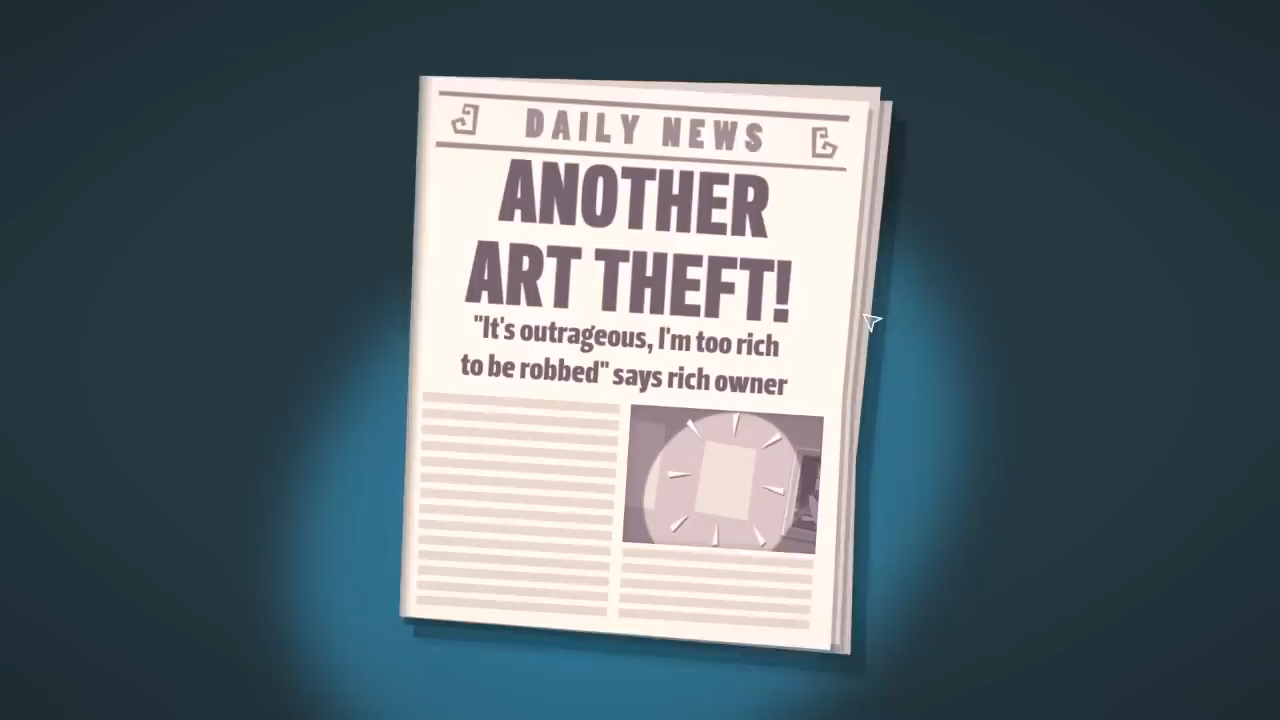 DAILY NEWS
ANOTHER
ART THEFT!
"It's outrageous, I'm too rich
to be robbed" says rich owner